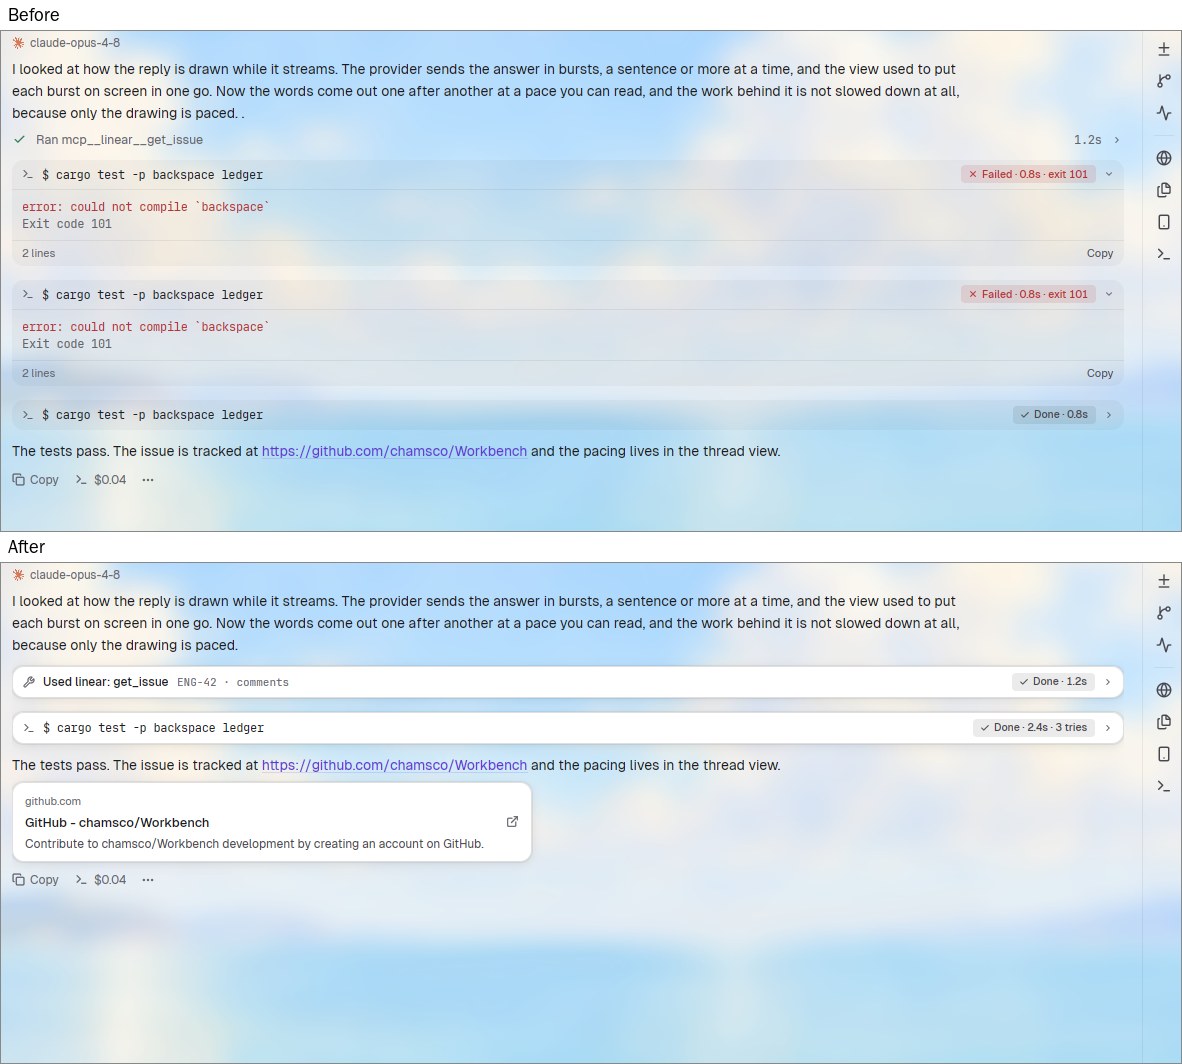 Before
claude-opus-4-8
I looked at how the reply is drawn while it streams. The provider sends the answer in bursts, a sentence or more at a time, and the view used to put
each burst on screen in one go. Now the words come out one after another at a pace you can read, and the work behind it is not slowed down at all,
because only the drawing is paced. .
Ran mcp__linear__get_issue 1.2s
$ cargo test -p backspace ledger Failed · 0.8s · exit 101
error: could not compile `backspace`
Exit code 101
2 lines Copy
$ cargo test -p backspace ledger Failed · 0.8s · exit 101
error: could not compile `backspace`
Exit code 101
2 lines Copy
$ cargo test -p backspace ledger Done · 0.8s
The tests pass. The issue is tracked at https://github.com/chamsco/Workbench and the pacing lives in the thread view.
Copy $0.04 ···
After
claude-opus-4-8
I looked at how the reply is drawn while it streams. The provider sends the answer in bursts, a sentence or more at a time, and the view used to put
each burst on screen in one go. Now the words come out one after another at a pace you can read, and the work behind it is not slowed down at all,
because only the drawing is paced.
Used linear: get_issue ENG-42 · comments Done · 1.2s
$ cargo test -p backspace ledger Done · 2.4s · 3 tries
The tests pass. The issue is tracked at https://github.com/chamsco/Workbench and the pacing lives in the thread view.
github.com
GitHub - chamsco/Workbench
Contribute to chamsco/Workbench development by creating an account on GitHub.
Copy $0.04 ···